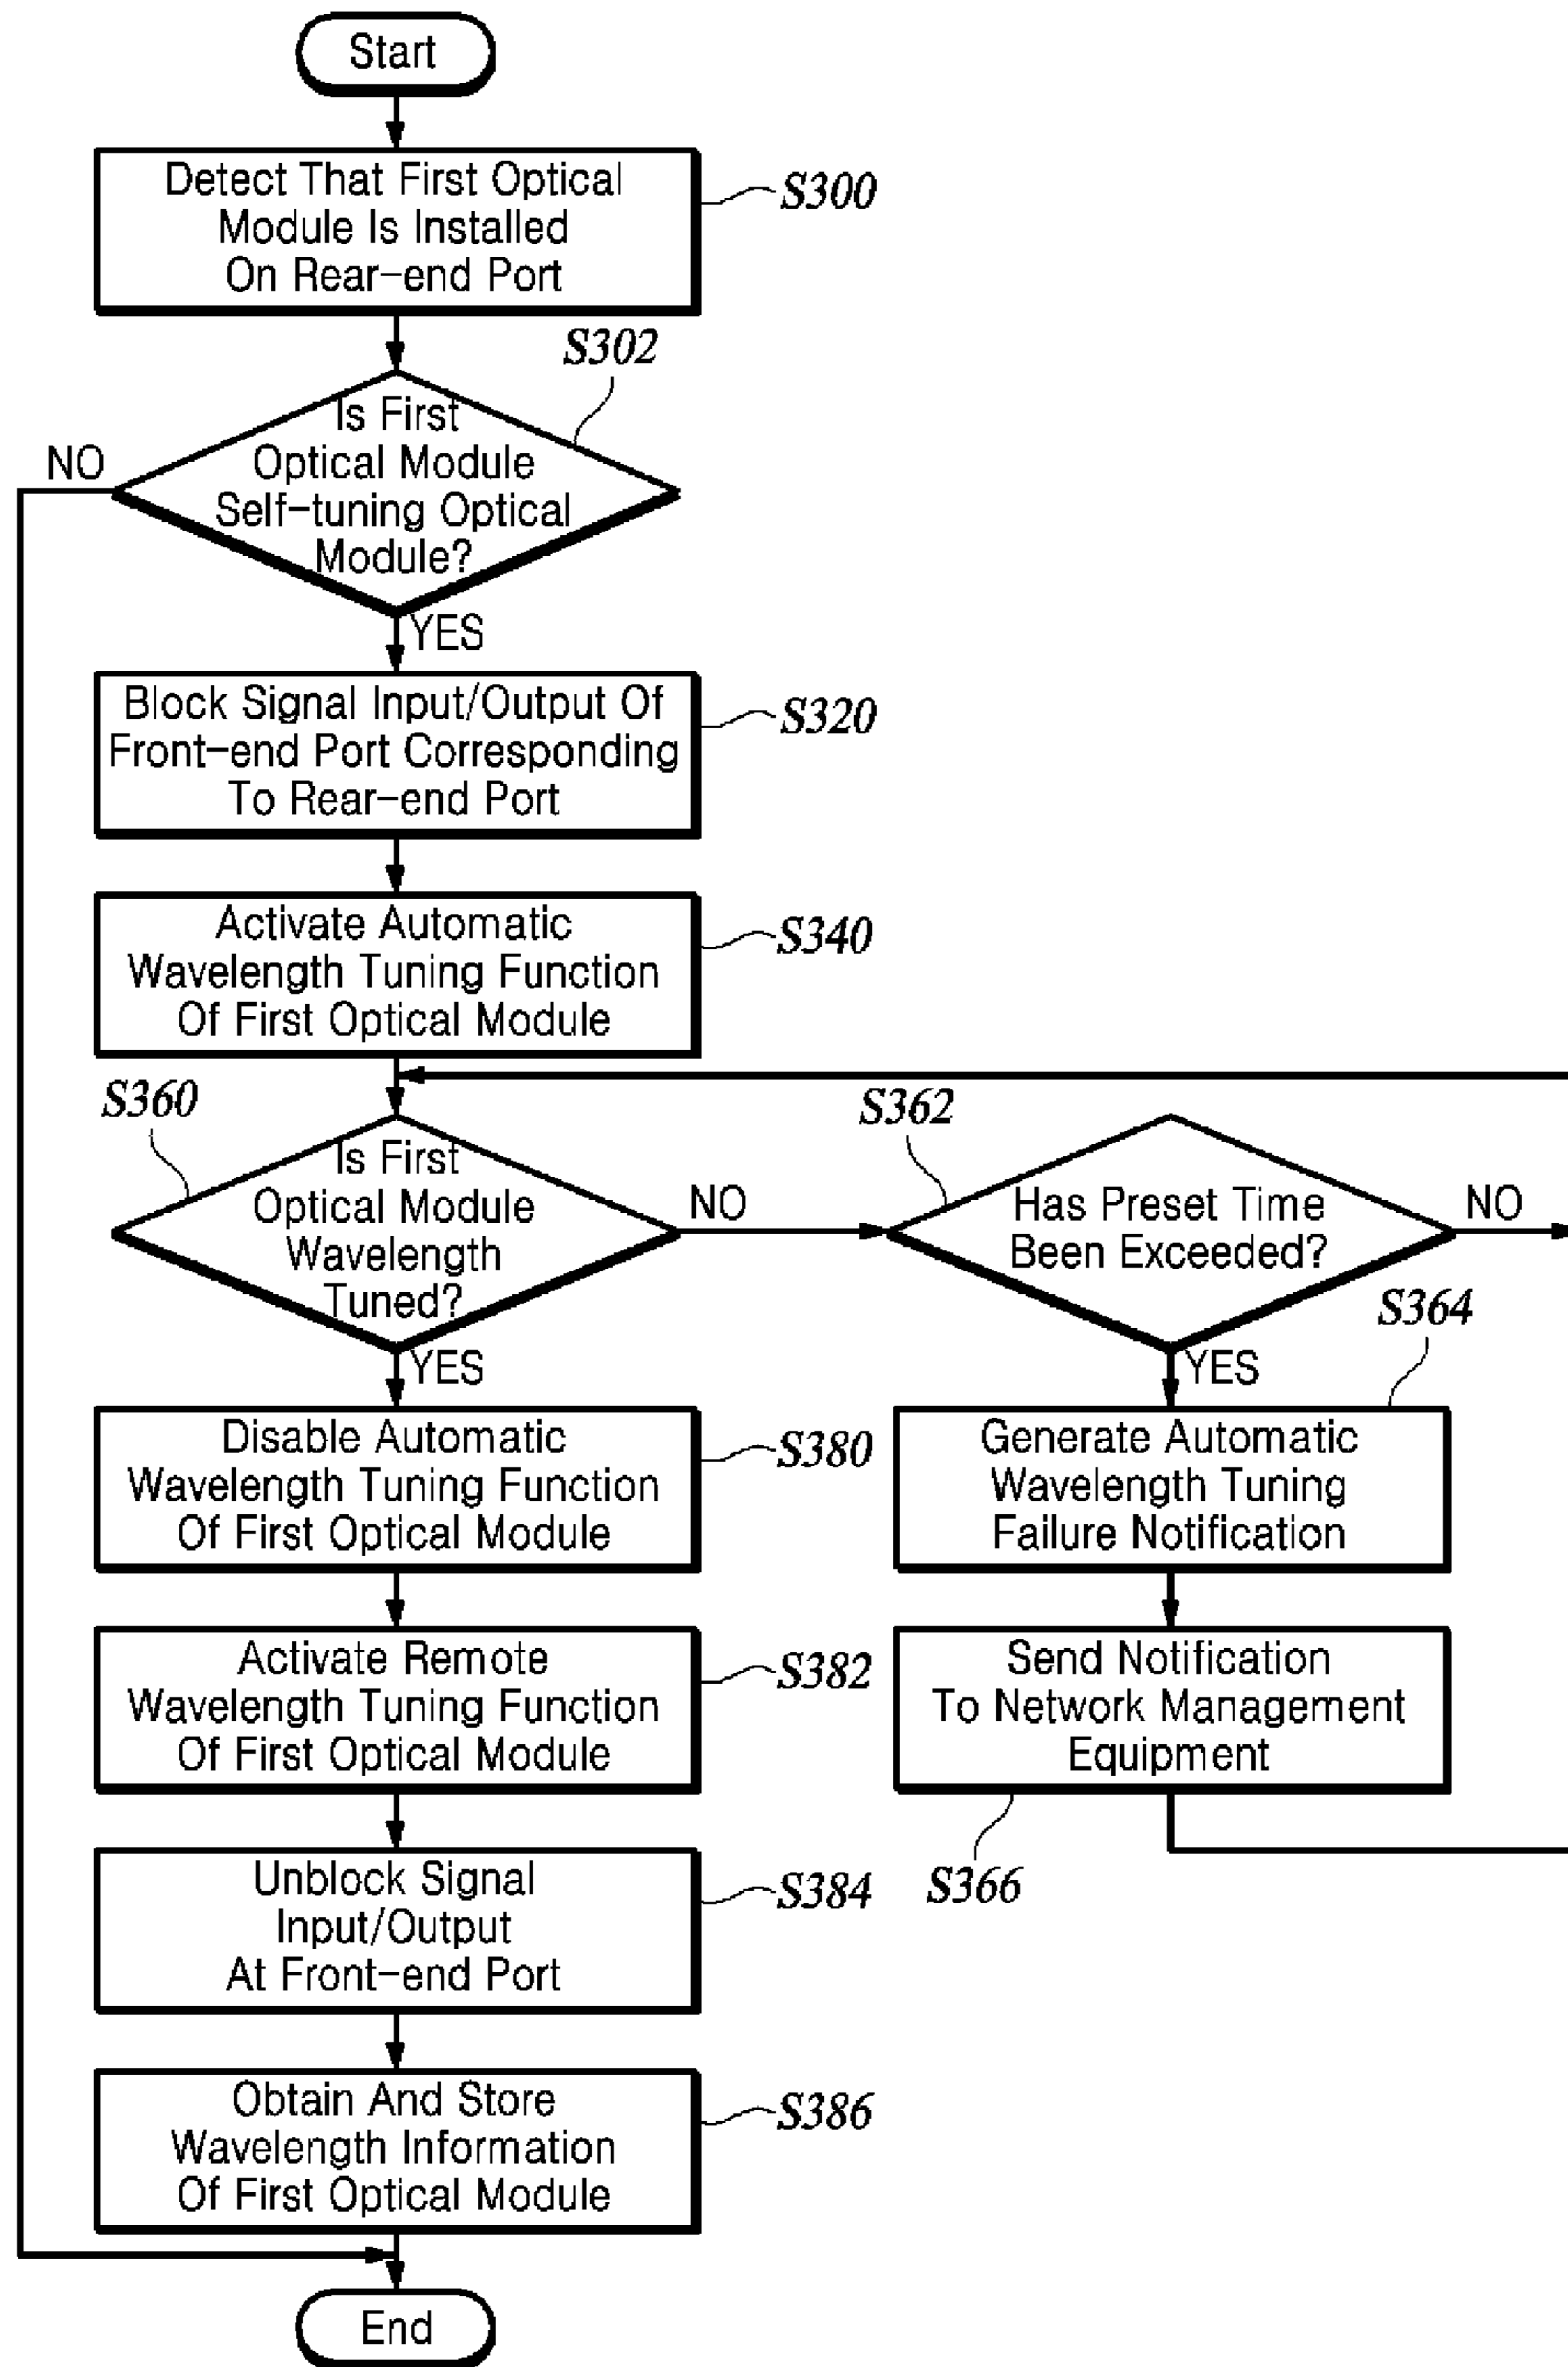 Start
Detect That First Optical
Module Is Installed
On Rear-end Port
S300
S302
Is First
Optical Module
Self-tuning Optical
Module?
NO
YES
Block Signal Input/Output Of
Front-end Port Corresponding
To Rear-end Port
S320
Activate Automatic
Wavelength Tuning Function
Of First Optical Module
S340
S360
Is First
Optical Module
Wavelength
Tuned?
NO
YES
S362
Has Preset Time
Been Exceeded?
NO
YES
S364
Generate Automatic
Wavelength Tuning
Failure Notification
Send Notification
To Network Management
Equipment
S366
Disable Automatic
Wavelength Tuning Function
Of First Optical Module
S380
Activate Remote
Wavelength Tuning Function
Of First Optical Module
S382
Unblock Signal
Input/Output
At Front-end Port
S384
Obtain And Store
Wavelength Information
Of First Optical Module
S386
End